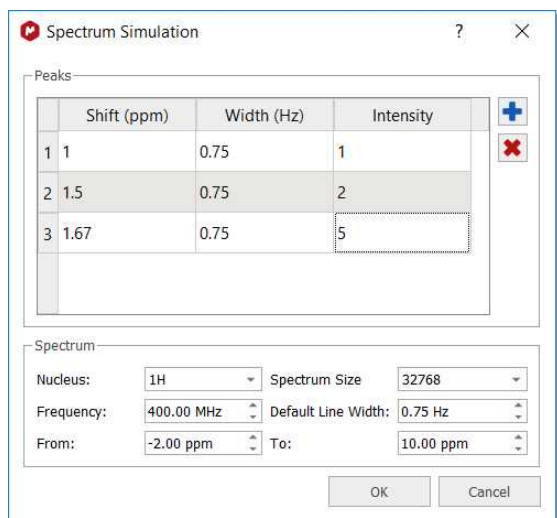 Spectrum Simulation ?
Peaks
Shift (ppm) Width (Hz) Intensity
1 1 0.75 1
2 1.5 0.75 2
3 1.67 0.75 5
Spectrum
Nucleus: 1H Spectrum Size 32768
Frequency: 400.00 MHz Default Line Width: 0.75 Hz
From: -2.00 ppm To: 10.00 ppm
OK Cancel